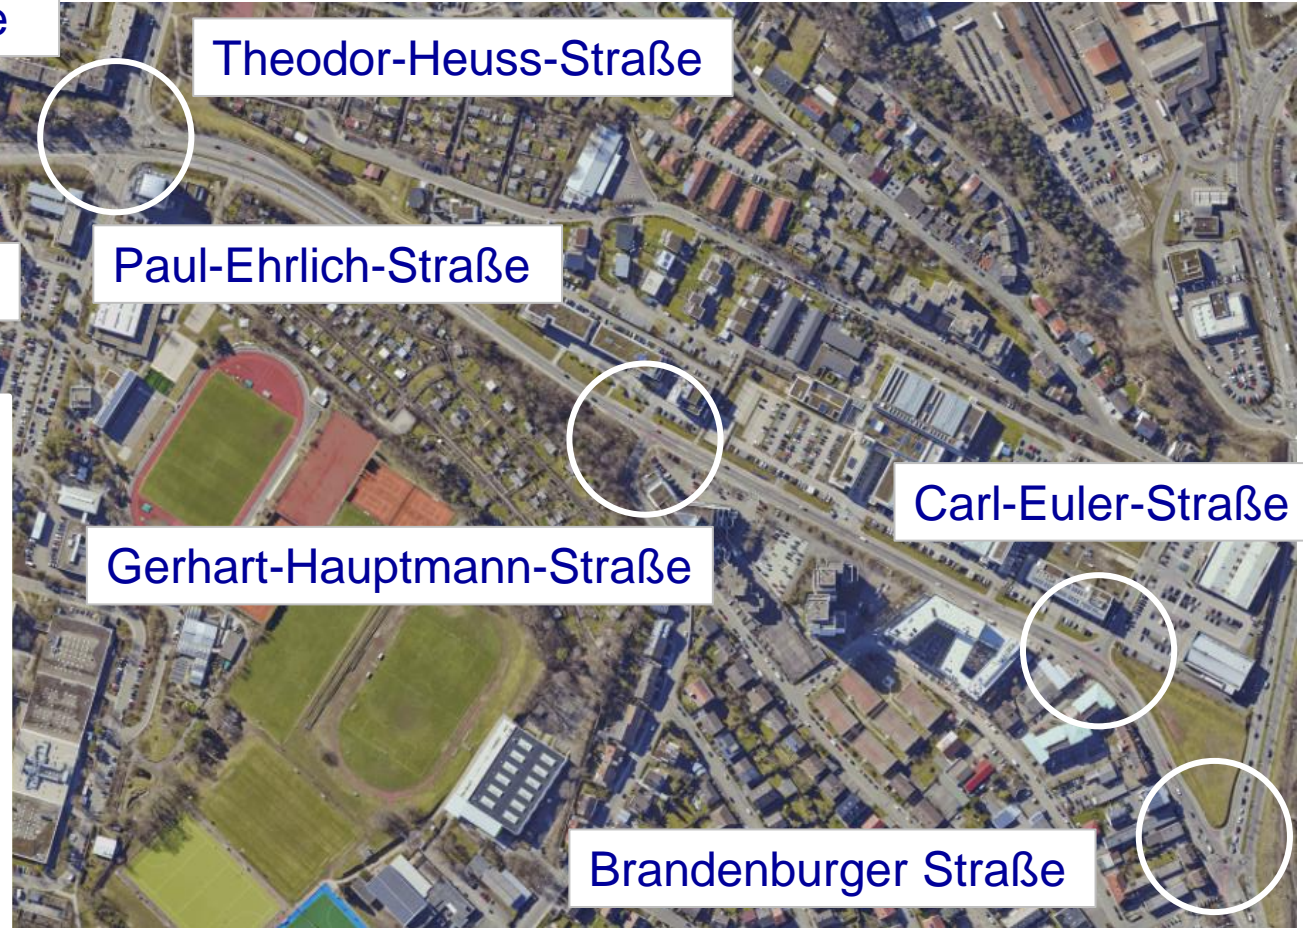 e
Theodor-Heuss-Straße
Paul-Ehrlich-Straße
Carl-Euler-Straße
Gerhart-Hauptmann-Straße
Brandenburger Straße